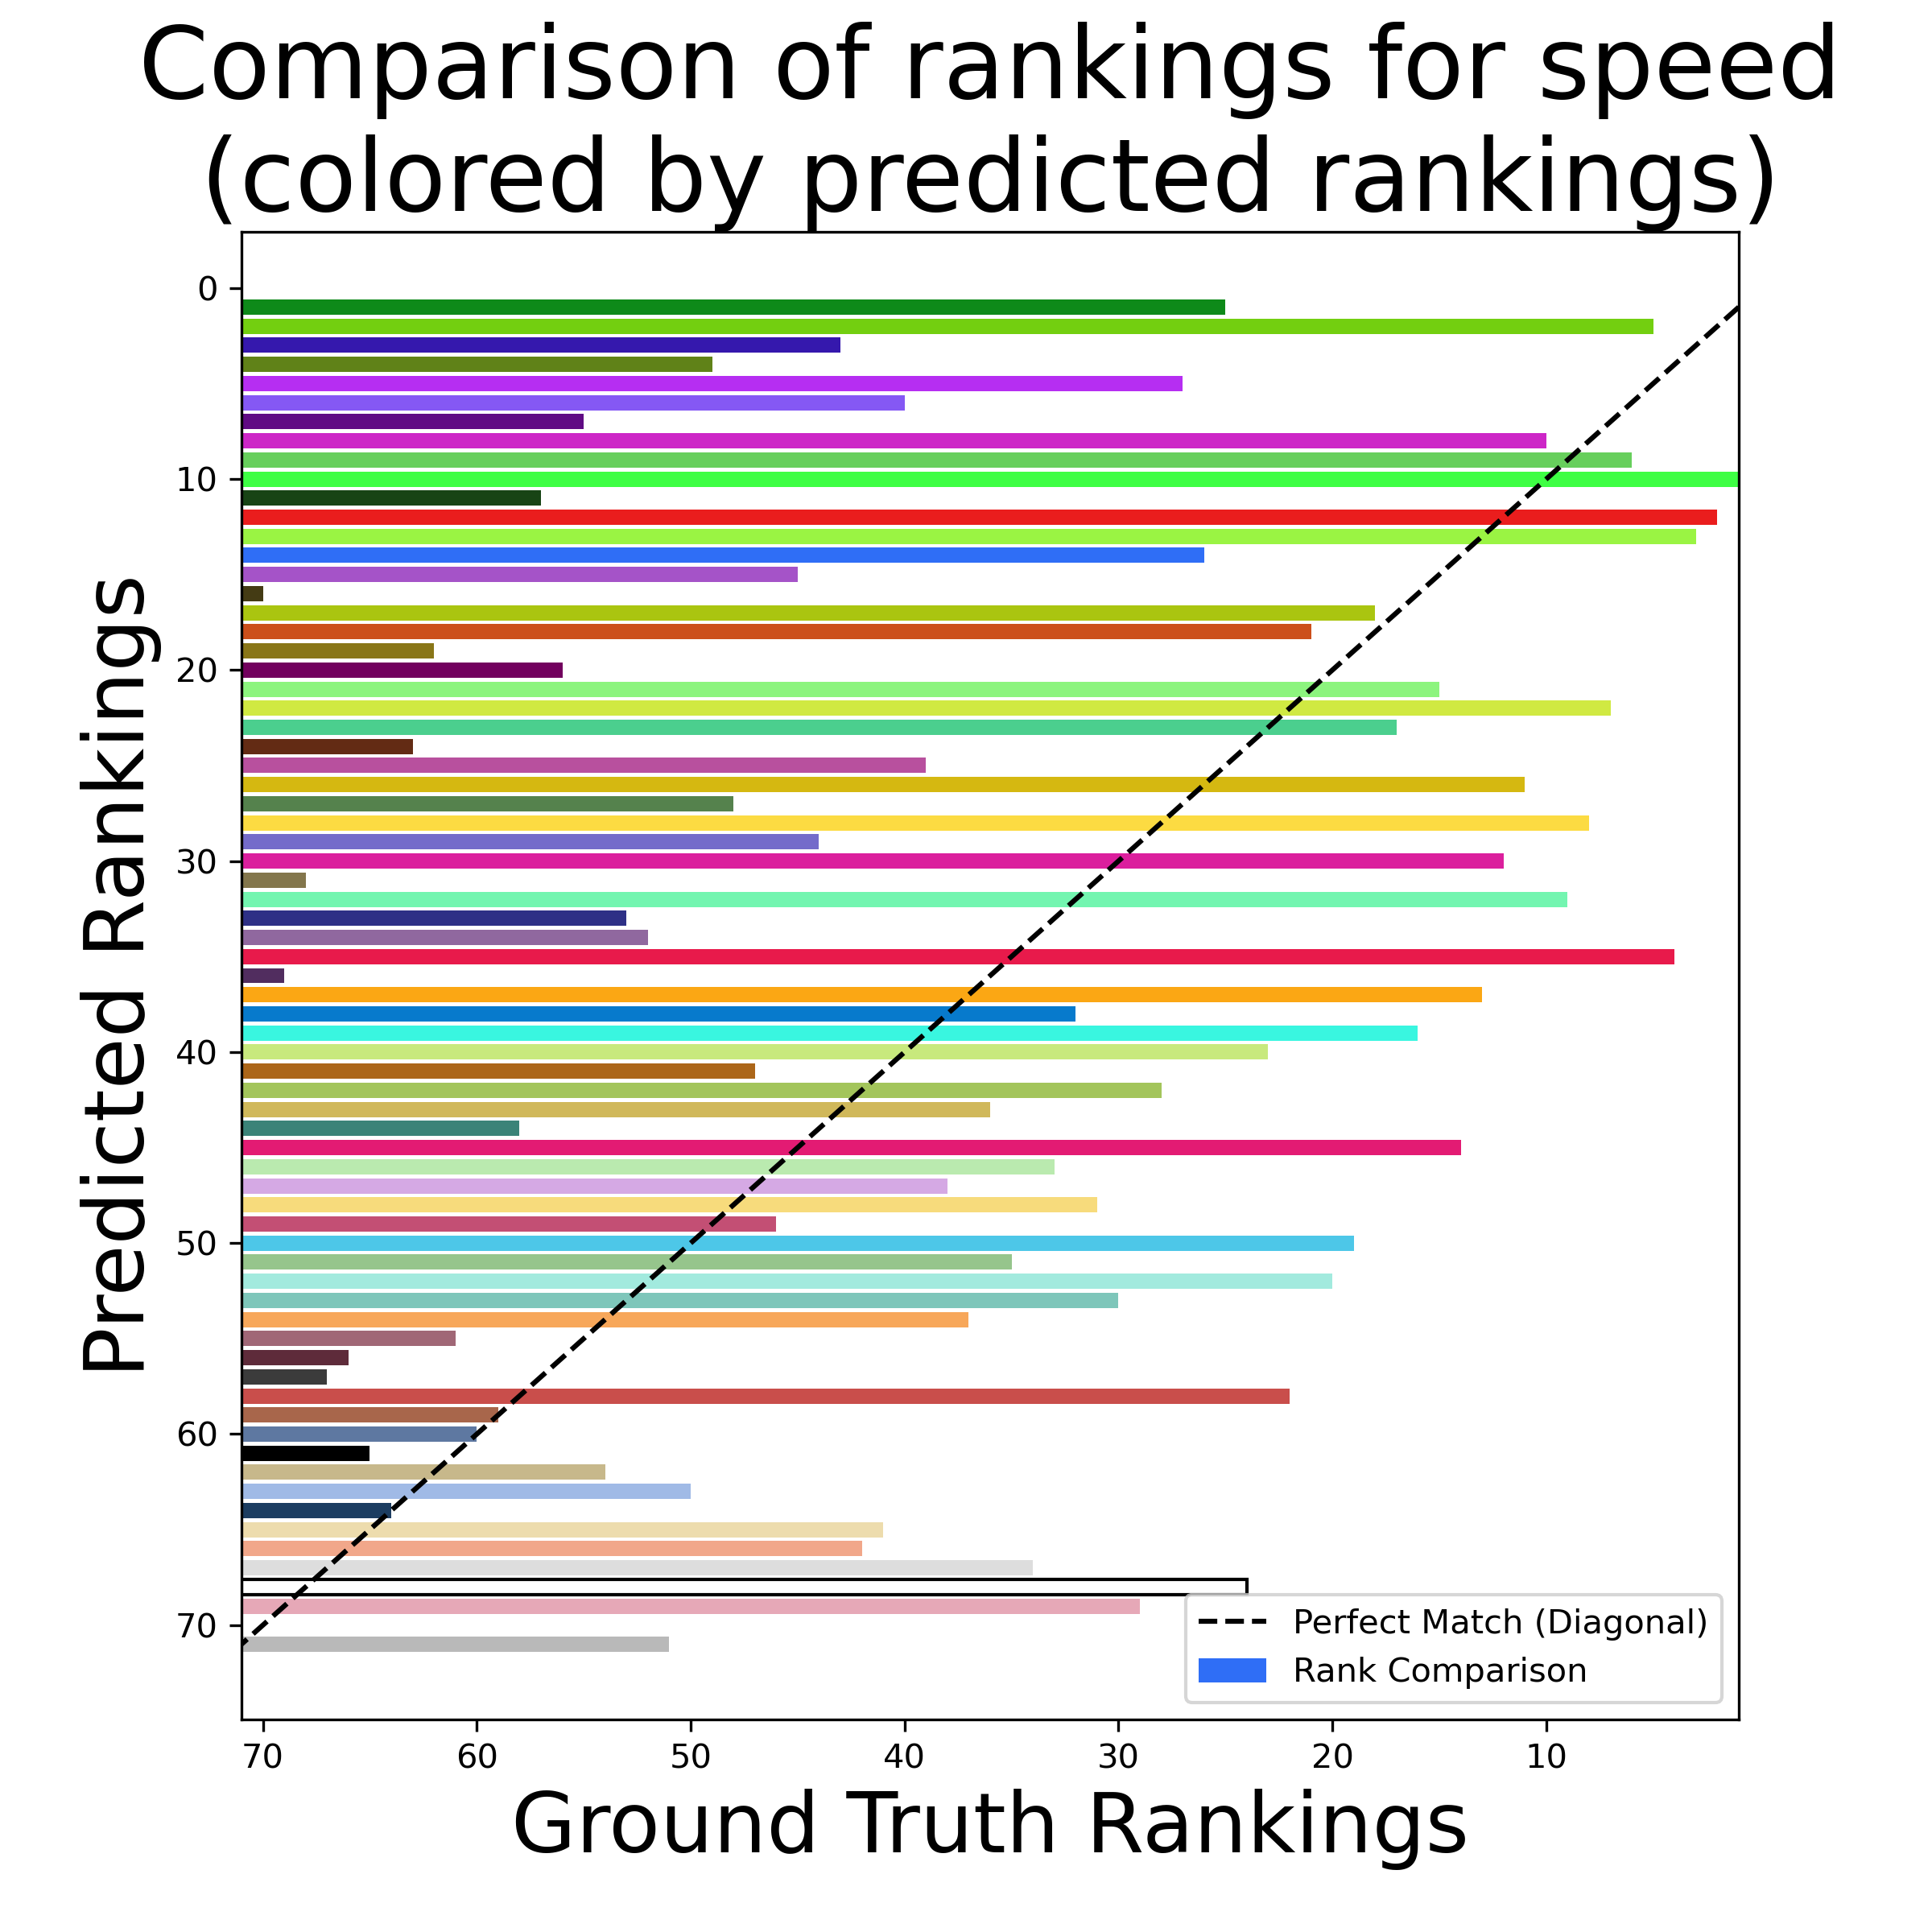 Comparison of rankings for speed
(colored by predicted rankings)
Predicted Rankings
0
10
20
30
40
50
60
70
Perfect Match (Diagonal)
Rank Comparison
70 60 50 40 30 20 10
Ground Truth Rankings